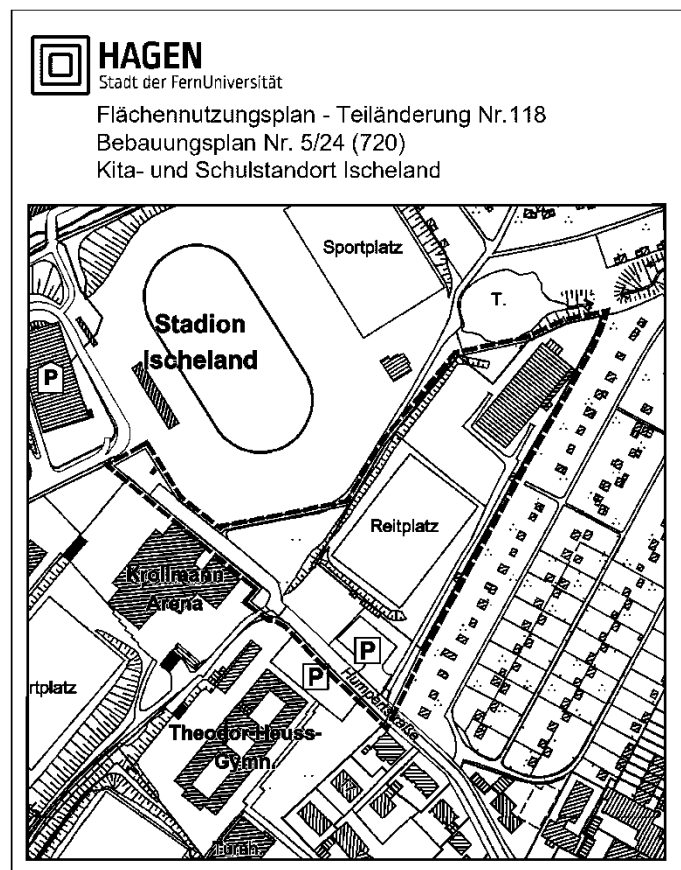 HAGEN
Stadt der FernUniversität
Flächennutzungsplan - Teiländerung Nr.118
Bebauungsplan Nr. 5/24 (720)
Kita- und Schulstandort Ischeland
Sportplatz
T.
Stadion
Ischeland
P
Reitplatz
Krollmann
Arena
P
P
Humpertstraße
rtplatz
Theodor-Heuss-
Gymn.
Turnh.